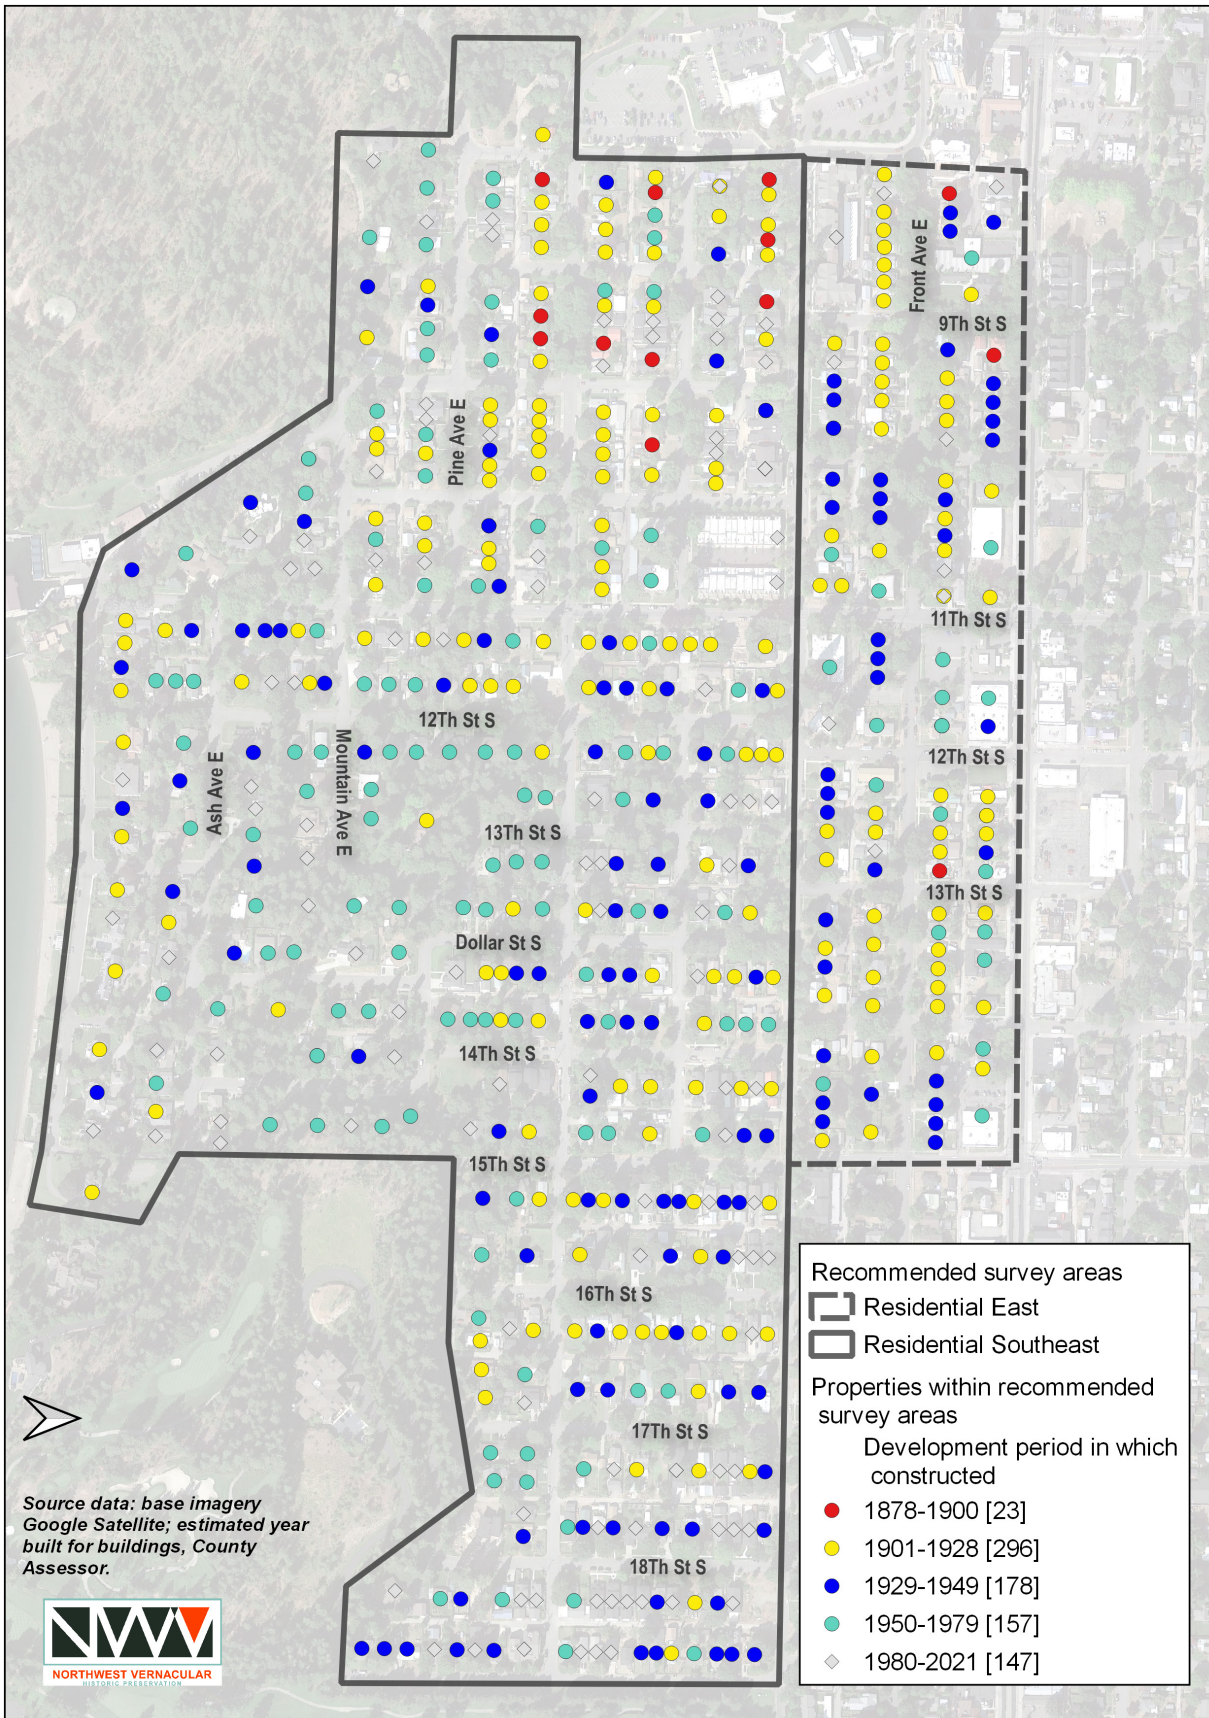 Front Ave E
9Th St S
Pine Ave E
11Th St S
12Th St S
12Th St S
Ash Ave E
Mountain Ave E
13Th St S
13Th St S
Dollar St S
14Th St S
15Th St S
16Th St S
17Th St S
18Th St S
Recommended survey areas
Residential East
Residential Southeast
Properties within recommended
survey areas
Development period in which
constructed
1878-1900 [23]
1901-1928 [296]
1929-1949 [178]
1950-1979 [157]
1980-2021 [147]
Source data: base imagery
Google Satellite; estimated year
built for buildings, County
Assessor.
NWV
NORTHWEST VERNACULAR
HISTORIC PRESERVATION